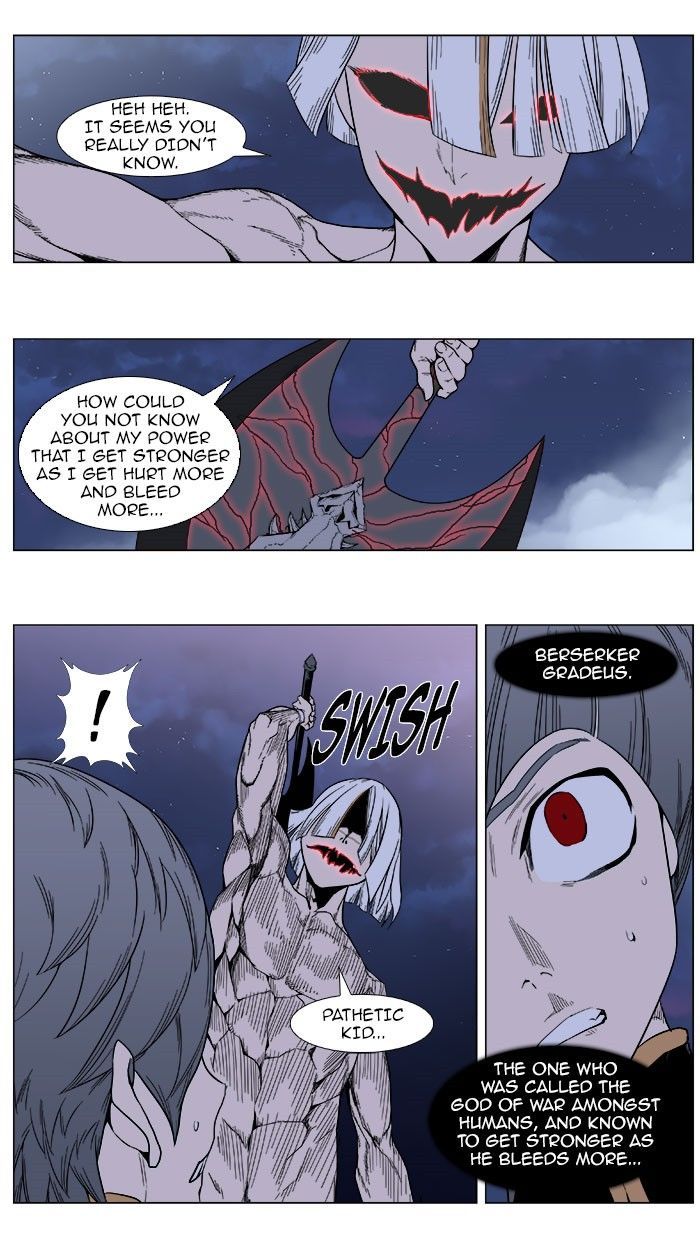 HEH HEH.
IT SEEMS YOU
REALLY DIDN'T
KNOW.
HOW COULD
YOU NOT KNOW
ABOUT MY POWER
THAT I GET STRONGER
AS I GET HURT MORE
AND BLEED
MORE...
!
SWISH
PATHETIC
KID...
BERSERKER
GRADEUS.
THE ONE WHO
WAS CALLED THE
GOD OF WAR AMONGST
HUMANS, AND KNOWN
TO GET STRONGER AS
HE BLEEDS MORE...